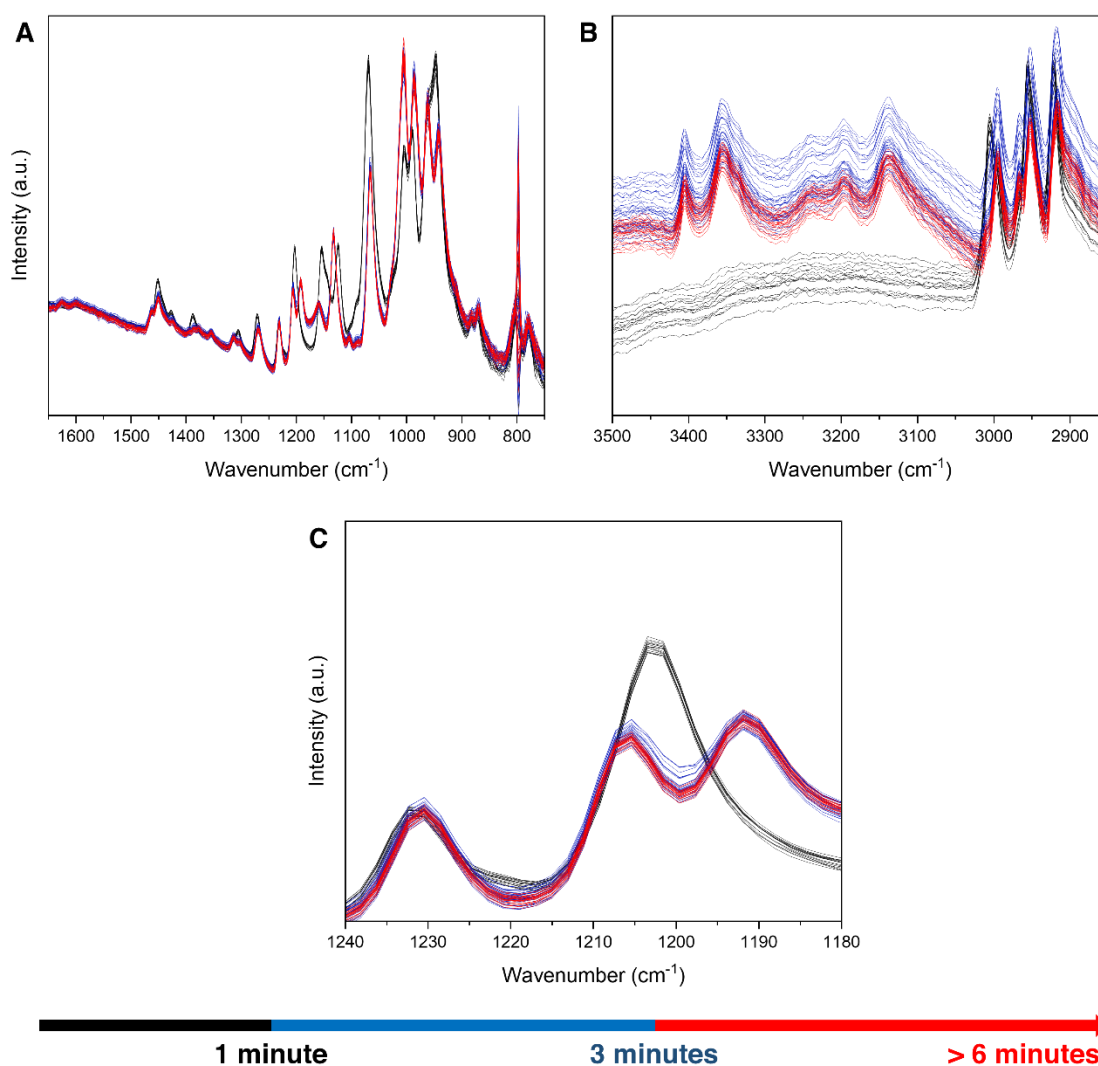 A
Intensity (a.u.)
1600 1500 1400 1300 1200 1100 1000 900 800
Wavenumber (cm-1)
B
3500 3400 3300 3200 3100 3000 2900
Wavenumber (cm-1)
C
Intensity (a.u.)
1240 1230 1220 1210 1200 1190 1180
Wavenumber (cm-1)
1 minute 3 minutes > 6 minutes